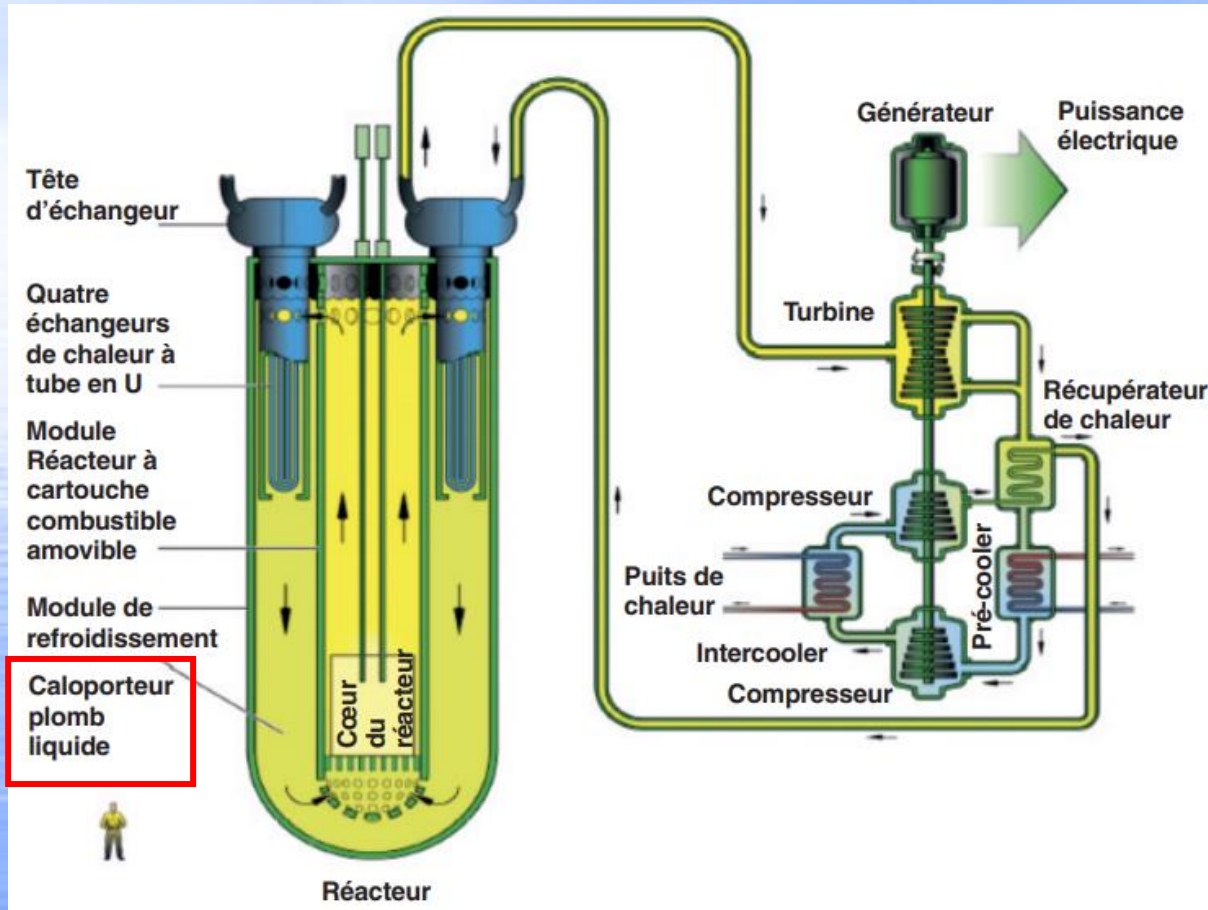 Tête
d'échangeur
Quatre
échangeurs
de chaleur à
tube en U
Module
Réacteur à
cartouche
combustible
amovible
Module de
refroidissement
Caloporteur
plomb
liquide
Cœur
du
réacteur
Réacteur
Générateur
Puissance
électrique
Turbine
Récupérateur
de chaleur
Compresseur
Puits de
chaleur
Pré-cooler
Intercooler
Compresseur